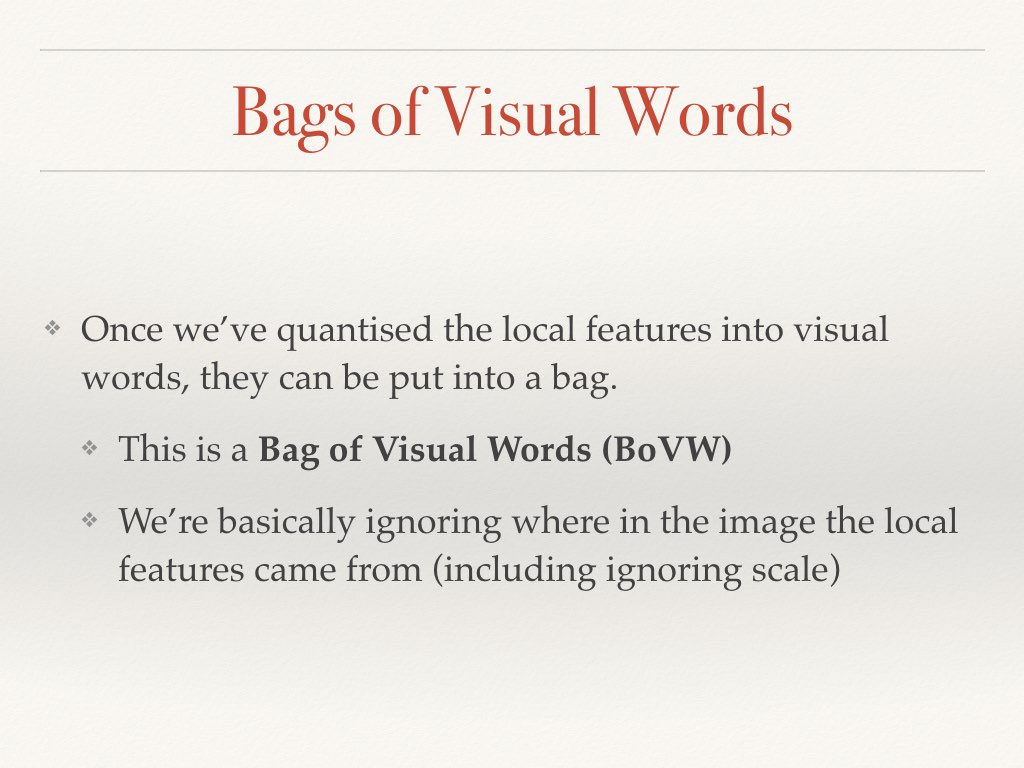 Bags of Visual Words
❖ Once we’ve quantised the local features into visual
words, they can be put into a bag.
❖ This is a Bag of Visual Words (BoVW)
❖ We’re basically ignoring where in the image the local
features came from (including ignoring scale)